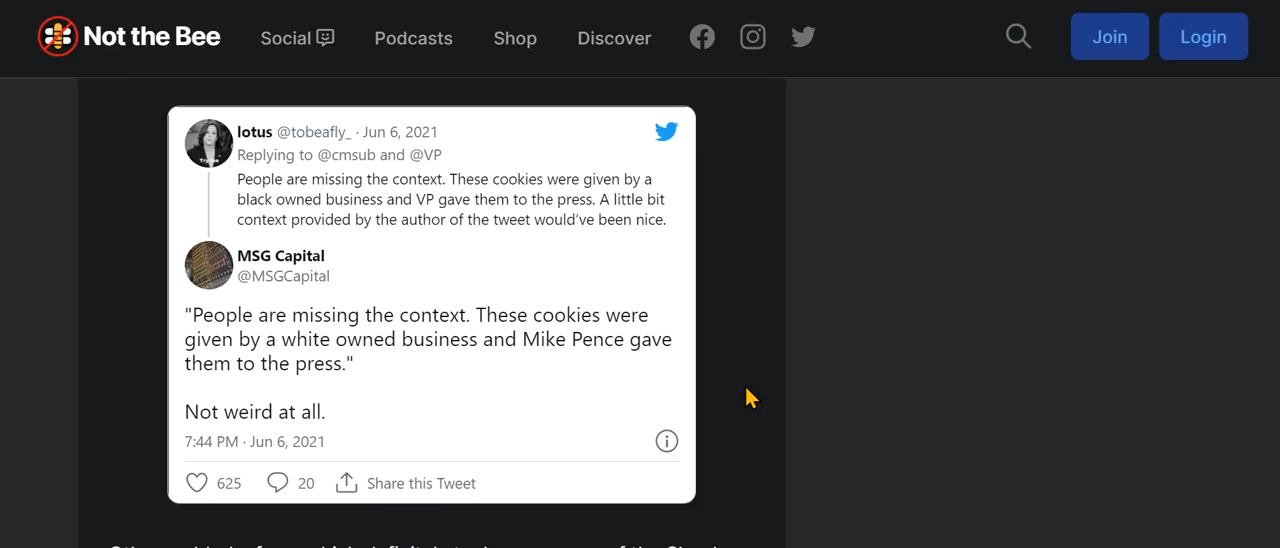 Not the Bee Social Podcasts Shop Discover Join Login
lotus @tobeafly_ · Jun 6, 2021
Replying to @cmsub and @VP
People are missing the context. These cookies were given by a
black owned business and VP gave them to the press. A little bit
context provided by the author of the tweet would've been nice.
MSG Capital
@MSGCapital
"People are missing the context. These cookies were
given by a white owned business and Mike Pence gave
them to the press."
Not weird at all.
7:44 PM · Jun 6, 2021
625 20 Share this Tweet